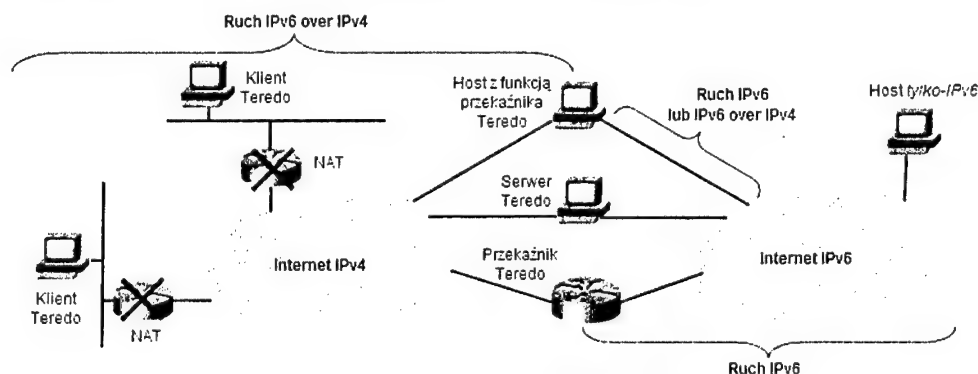 Ruch IPv6 over IPv4
Klient
Teredo
Host z funkcją
przekaźnika
Teredo
Ruch IPv6
lub IPv6 over IPv4
Host tylko-IPv6
NAT
Serwer
Teredo
Internet IPv4
Przekaźnik
Teredo
Internet IPv6
Klient
Teredo
NAT
Ruch IPv6